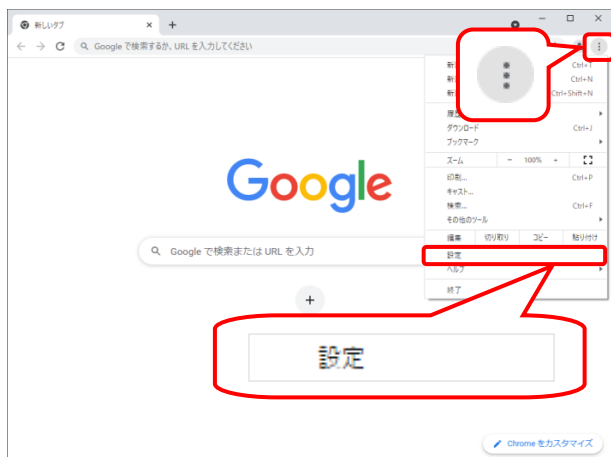 新しいタブ
Google で検索するか、URL を入力してください
新 Ctrl+T
新 Ctrl+N
新 Ctrl+Shift+N
履歴
ダウンロード Ctrl+J
ブックマーク
ズーム - 100% +
印刷... Ctrl+P
キャスト...
検索... Ctrl+F
その他のツール
編集 切り取り コピー 貼り付け
設定
ヘルプ
終了
Google
Google で検索または URL を入力
設定
Chrome をカスタマイズ